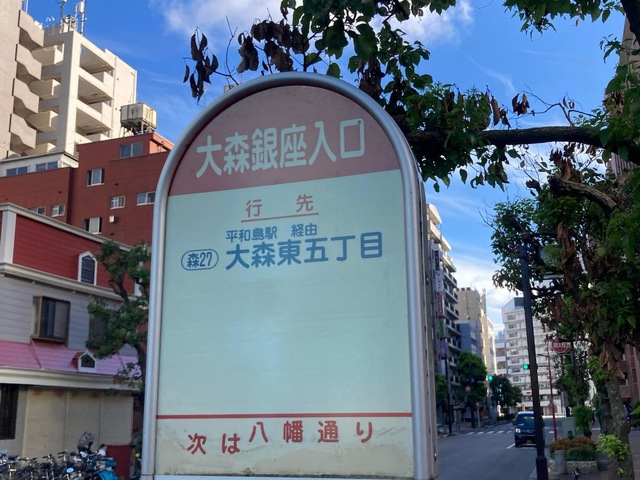 大森銀座入口
行先
平和島駅 経由
森27 大森東五丁目
次は八幡通り